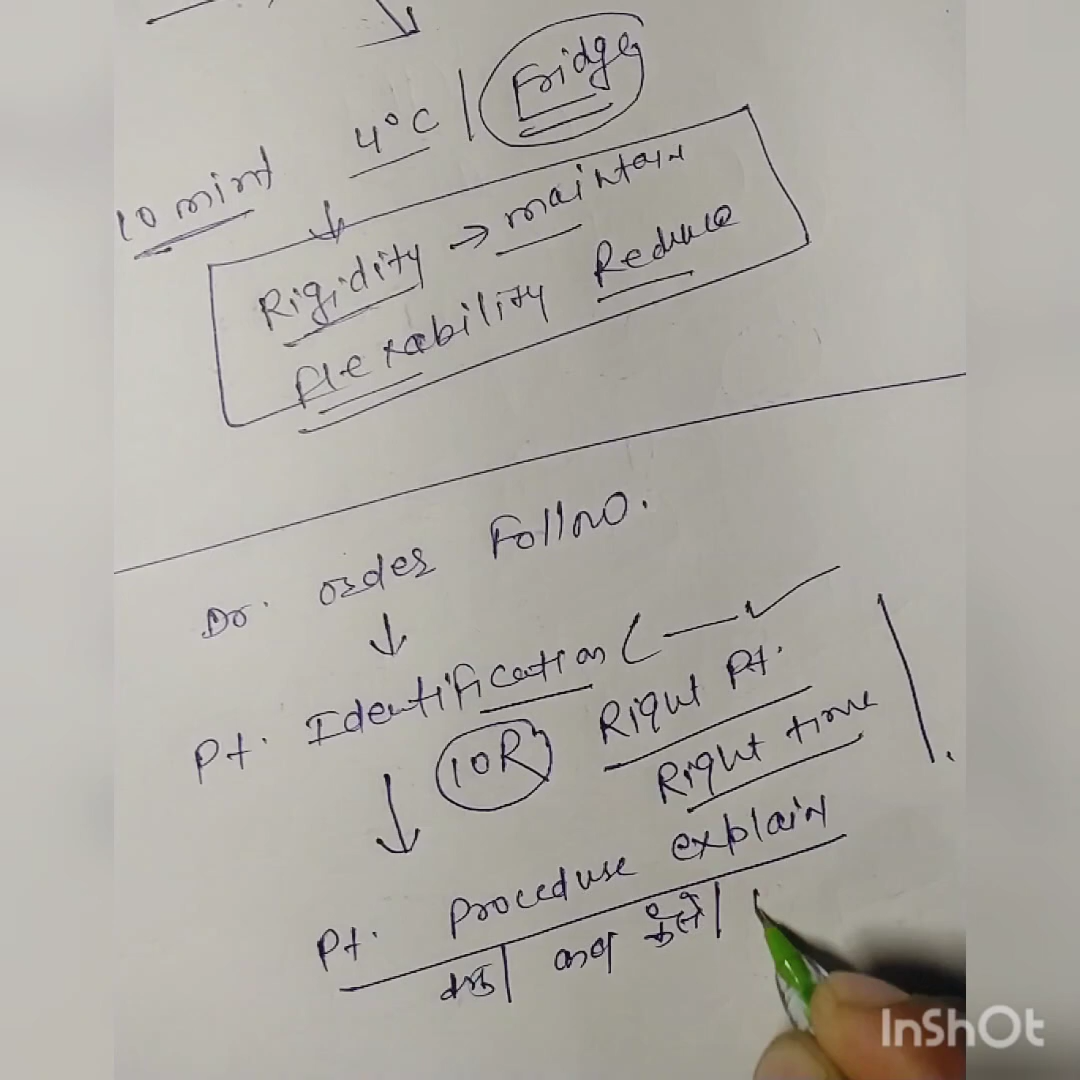 10 mint 4°C | Fridge
Rigidity → maintain
Flexability Reduce
Dr. order Follow.
↓
Pt. Identification (—✓
10R Right Pt.
Right time
↓
Pt. Procedure explain
कब कैसे |
InShOt